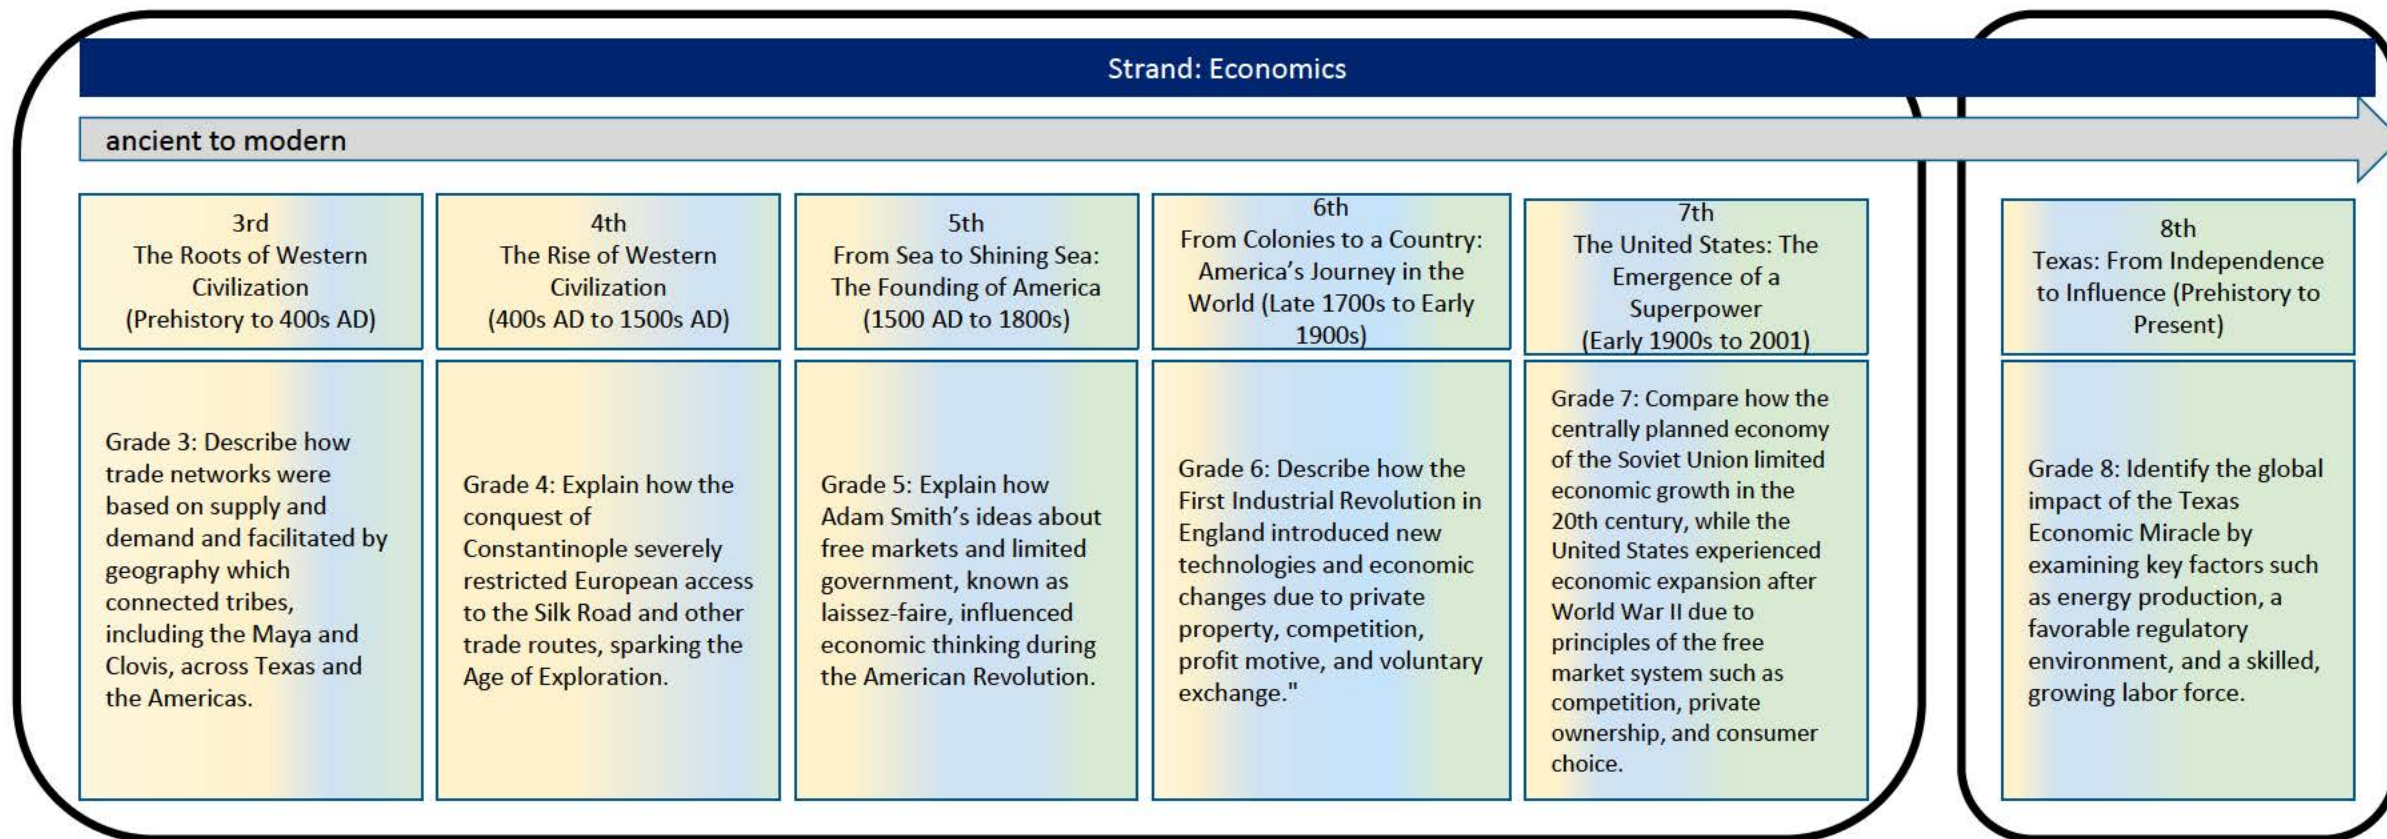 Strand: Economics
ancient to modern
3rd
The Roots of Western
Civilization
(Prehistory to 400s AD)
4th
The Rise of Western
Civilization
(400s AD to 1500s AD)
5th
From Sea to Shining Sea:
The Founding of America
(1500 AD to 1800s)
6th
From Colonies to a Country:
America’s Journey in the
World (Late 1700s to Early
1900s)
7th
The United States: The
Emergence of a
Superpower
(Early 1900s to 2001)
8th
Texas: From Independence
to Influence (Prehistory to
Present)
Grade 3: Describe how
trade networks were
based on supply and
demand and facilitated by
geography which
connected tribes,
including the Maya and
Clovis, across Texas and
the Americas.
Grade 4: Explain how the
conquest of
Constantinople severely
restricted European access
to the Silk Road and other
trade routes, sparking the
Age of Exploration.
Grade 5: Explain how
Adam Smith’s ideas about
free markets and limited
government, known as
laissez-faire, influenced
economic thinking during
the American Revolution.
Grade 6: Describe how the
First Industrial Revolution in
England introduced new
technologies and economic
changes due to private
property, competition,
profit motive, and voluntary
exchange."
Grade 7: Compare how the
centrally planned economy
of the Soviet Union limited
economic growth in the
20th century, while the
United States experienced
economic expansion after
World War II due to
principles of the free
market system such as
competition, private
ownership, and consumer
choice.
Grade 8: Identify the global
impact of the Texas
Economic Miracle by
examining key factors such
as energy production, a
favorable regulatory
environment, and a skilled,
growing labor force.